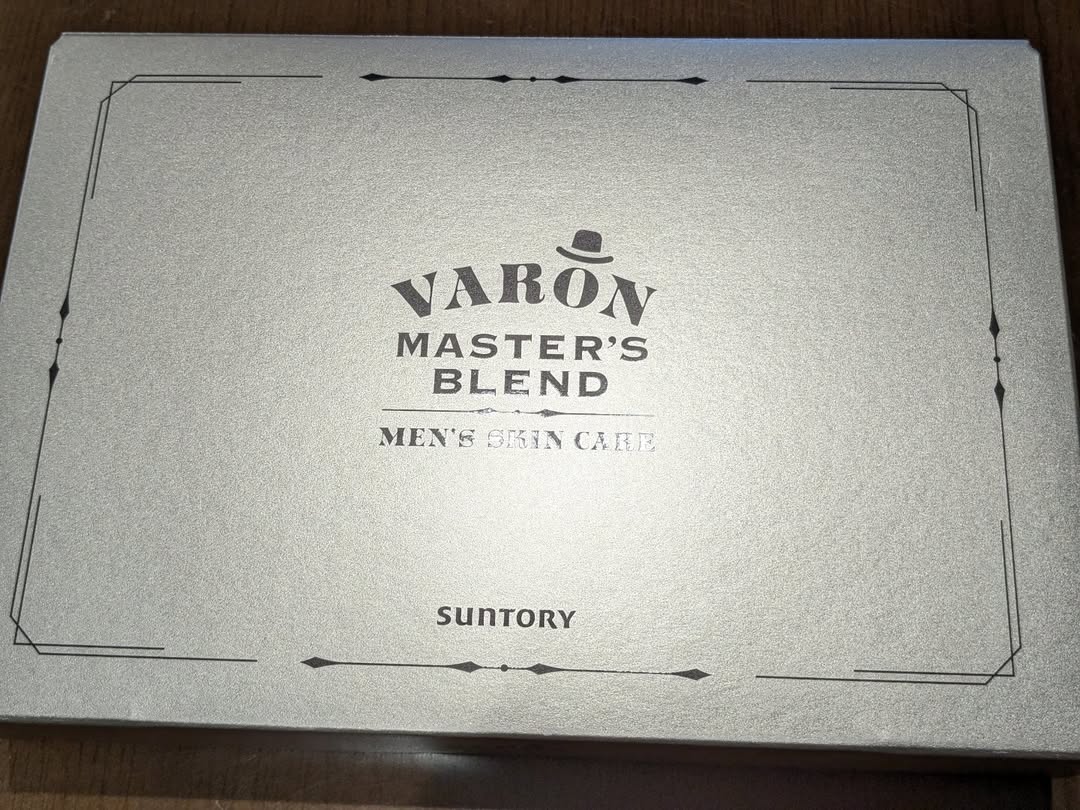 VARON
MASTER'S
BLEND
MEN'S SKIN CARE
SUNTORY